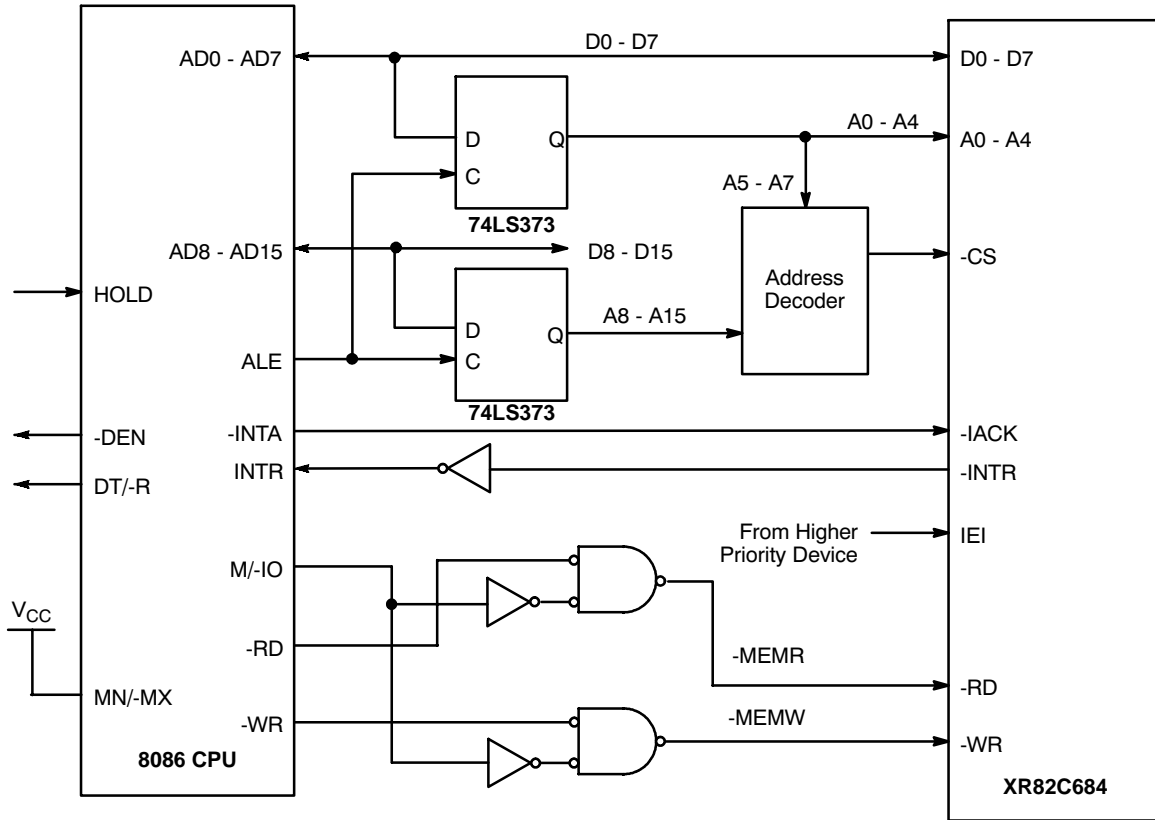 AD0 - AD7
D0 - D7
D0 - D7
D
Q
C
A0 - A4
A0 - A4
A5 - A7
74LS373
AD8 - AD15
D8 - D15
HOLD
D
Q
C
A8 - A15
Address
Decoder
-CS
ALE
74LS373
-DEN
-INTA
-IACK
DT/-R
INTR
-INTR
From Higher
Priority Device
IEI
M/-IO
VCC
-RD
-MEMR
-RD
MN/-MX
-WR
-MEMW
-WR
8086 CPU
XR82C684